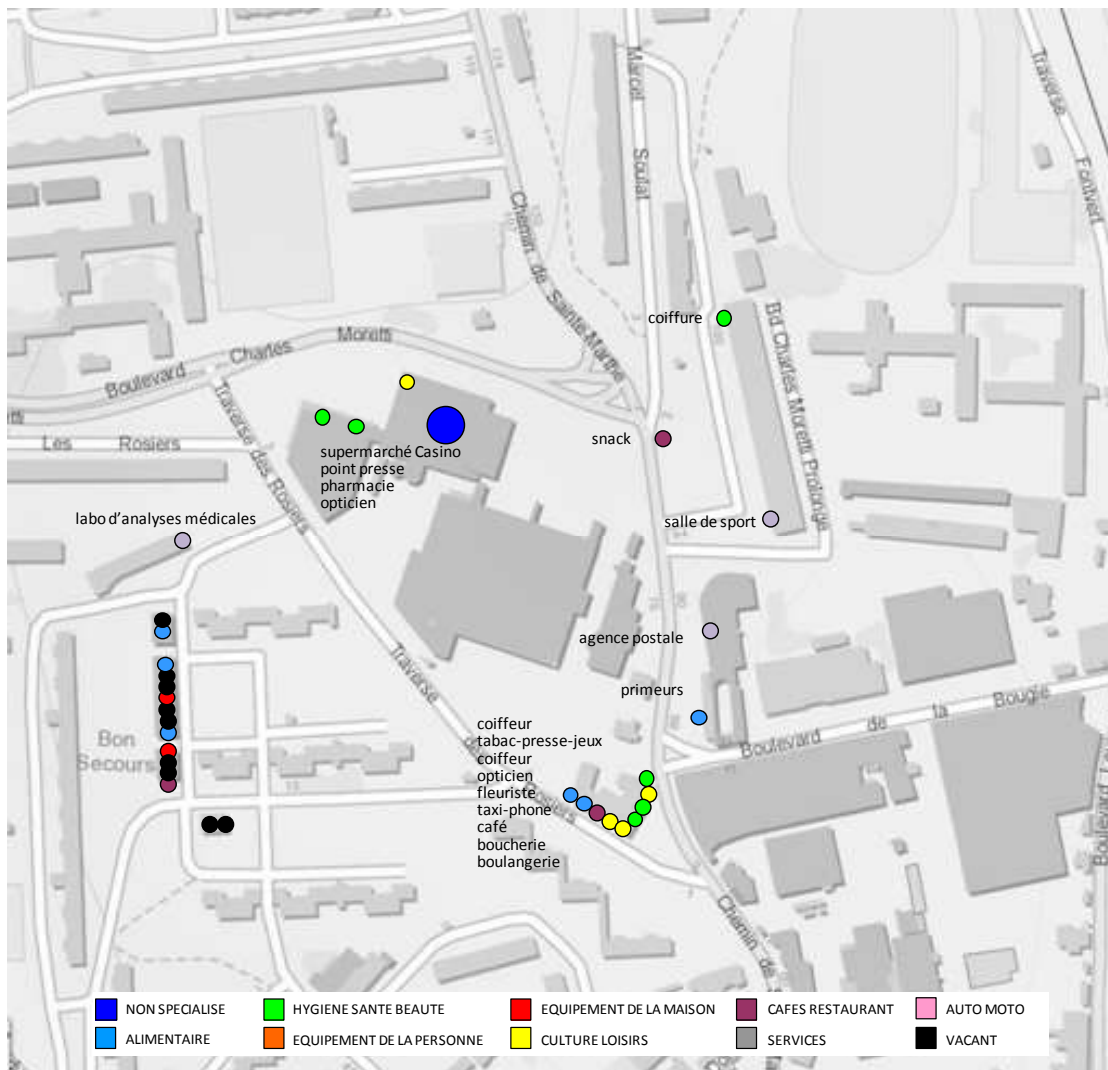 Marcel Soulat
Traverse Fontvert
Chemin de Sainte-Marthe
Bd Charles Moretti Prolongé
coiffure
Boulevard Charles Moretti
Traverse des Rosiers
Les Rosiers
snack
supermarché Casino
point presse
pharmacie
opticien
labo d'analyses médicales
salle de sport
agence postale
primeurs
Traverse des Rosiers
Boulevard de la Bougie
Bon
Secours
coiffeur
tabac-presse-jeux
coiffeur
opticien
fleuriste
taxi-phone
café
boucherie
boulangerie
Chemin de
NON SPECIALISE
HYGIENE SANTE BEAUTE
EQUIPEMENT DE LA MAISON
CAFES RESTAURANT
AUTO MOTO
ALIMENTAIRE
EQUIPEMENT DE LA PERSONNE
CULTURE LOISIRS
SERVICES
VACANT